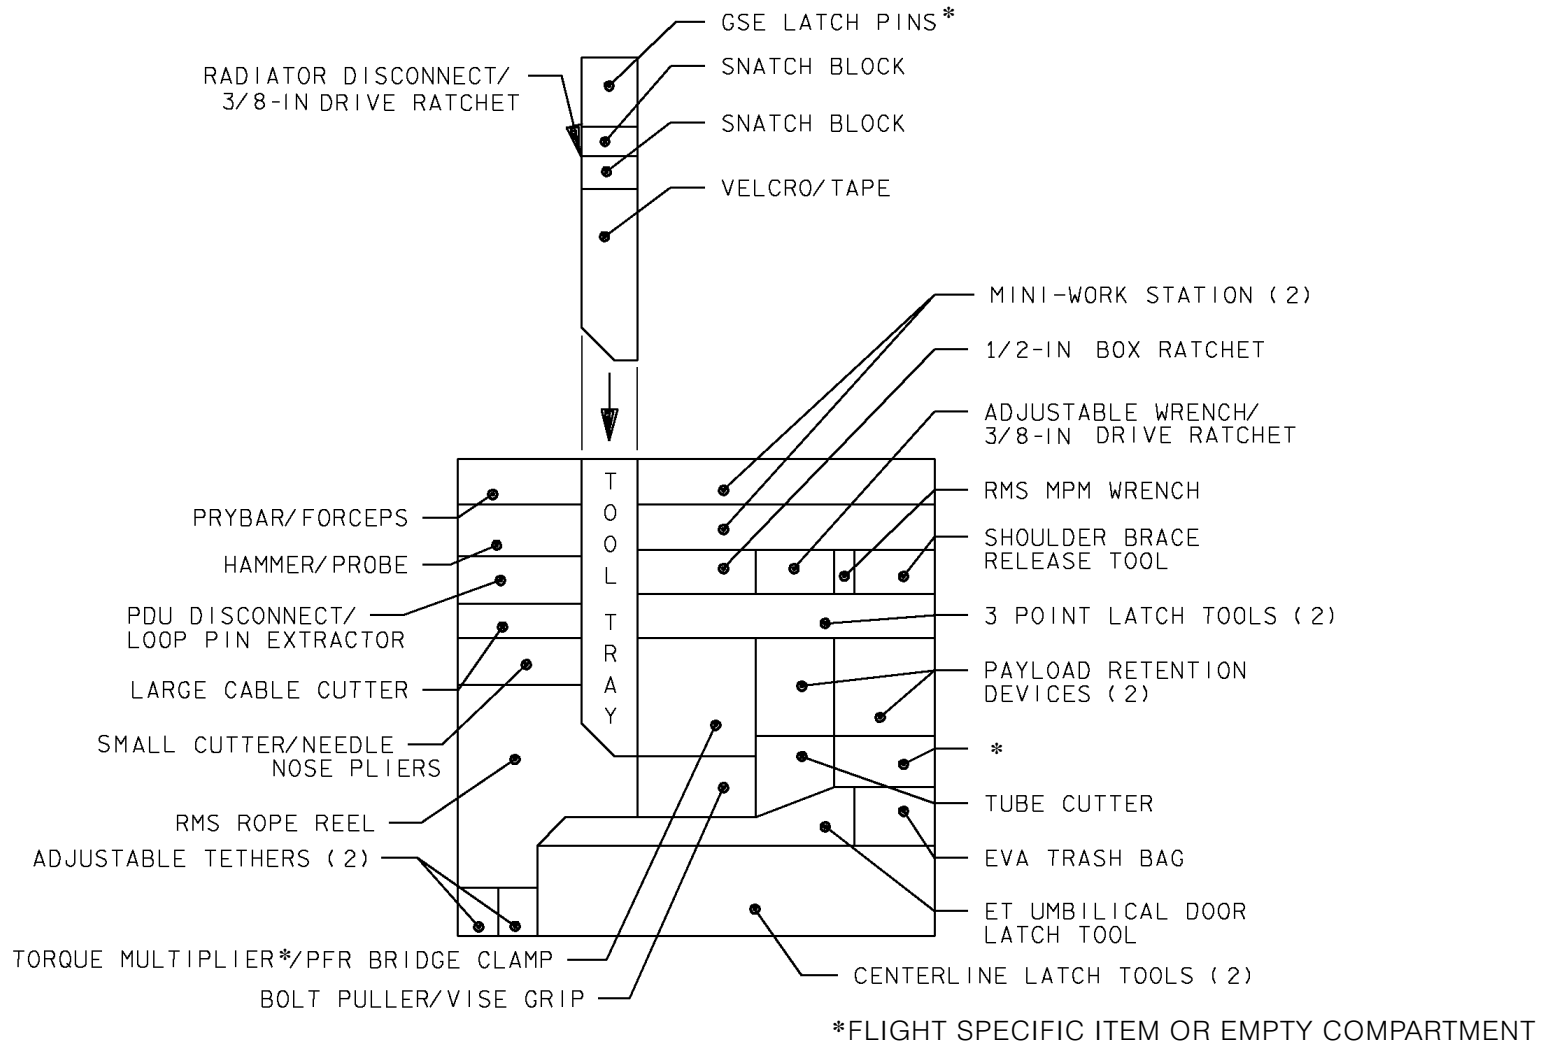 GSE LATCH PINS*
SNATCH BLOCK
RADIATOR DISCONNECT/
3/8-IN DRIVE RATCHET
SNATCH BLOCK
VELCRO/TAPE
MINI-WORK STATION (2)
1/2-IN BOX RATCHET
ADJUSTABLE WRENCH/
3/8-IN DRIVE RATCHET
TOOL TRAY
RMS MPM WRENCH
PRYBAR/FORCEPS
SHOULDER BRACE
RELEASE TOOL
HAMMER/PROBE
PDU DISCONNECT/
LOOP PIN EXTRACTOR
3 POINT LATCH TOOLS (2)
PAYLOAD RETENTION
DEVICES (2)
LARGE CABLE CUTTER
SMALL CUTTER/NEEDLE
NOSE PLIERS
*
TUBE CUTTER
RMS ROPE REEL
ADJUSTABLE TETHERS (2)
EVA TRASH BAG
ET UMBILICAL DOOR
LATCH TOOL
TORQUE MULTIPLIER*/PFR BRIDGE CLAMP
CENTERLINE LATCH TOOLS (2)
BOLT PULLER/VISE GRIP
*FLIGHT SPECIFIC ITEM OR EMPTY COMPARTMENT